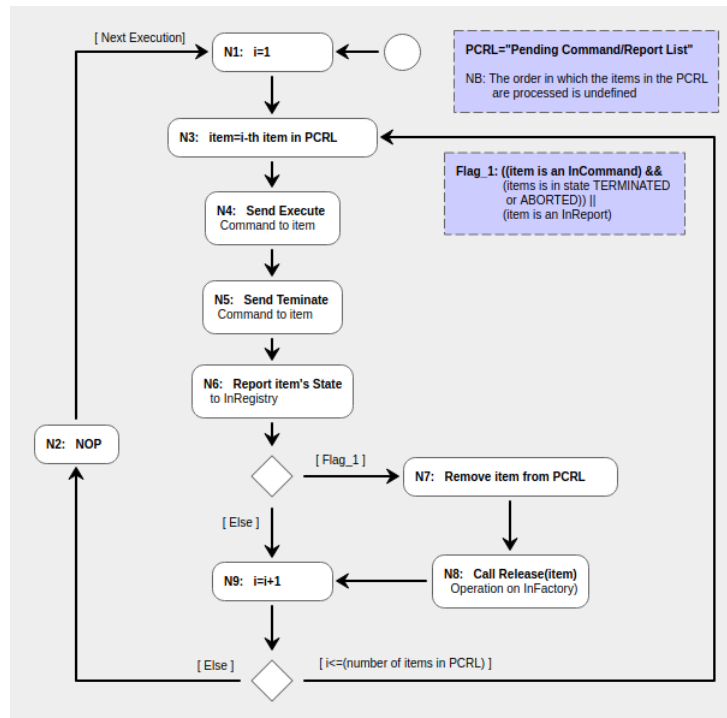 [ Next Execution]
N1: i=1
PCRL="Pending Command/Report List"
NB: The order in which the items in the PCRL
are processed is undefined
N3: item=i-th item in PCRL
Flag_1: ((item is an InCommand) &&
(items is in state TERMINATED
or ABORTED)) ||
(item is an InReport)
N4: Send Execute
Command to item
N5: Send Teminate
Command to item
N6: Report item's State
to InRegistry
N2: NOP
[ Flag_1 ]
N7: Remove item from PCRL
[ Else ]
N8: Call Release(item)
Operation on InFactory)
N9: i=i+1
[ Else ]
[ i<=(number of items in PCRL) ]